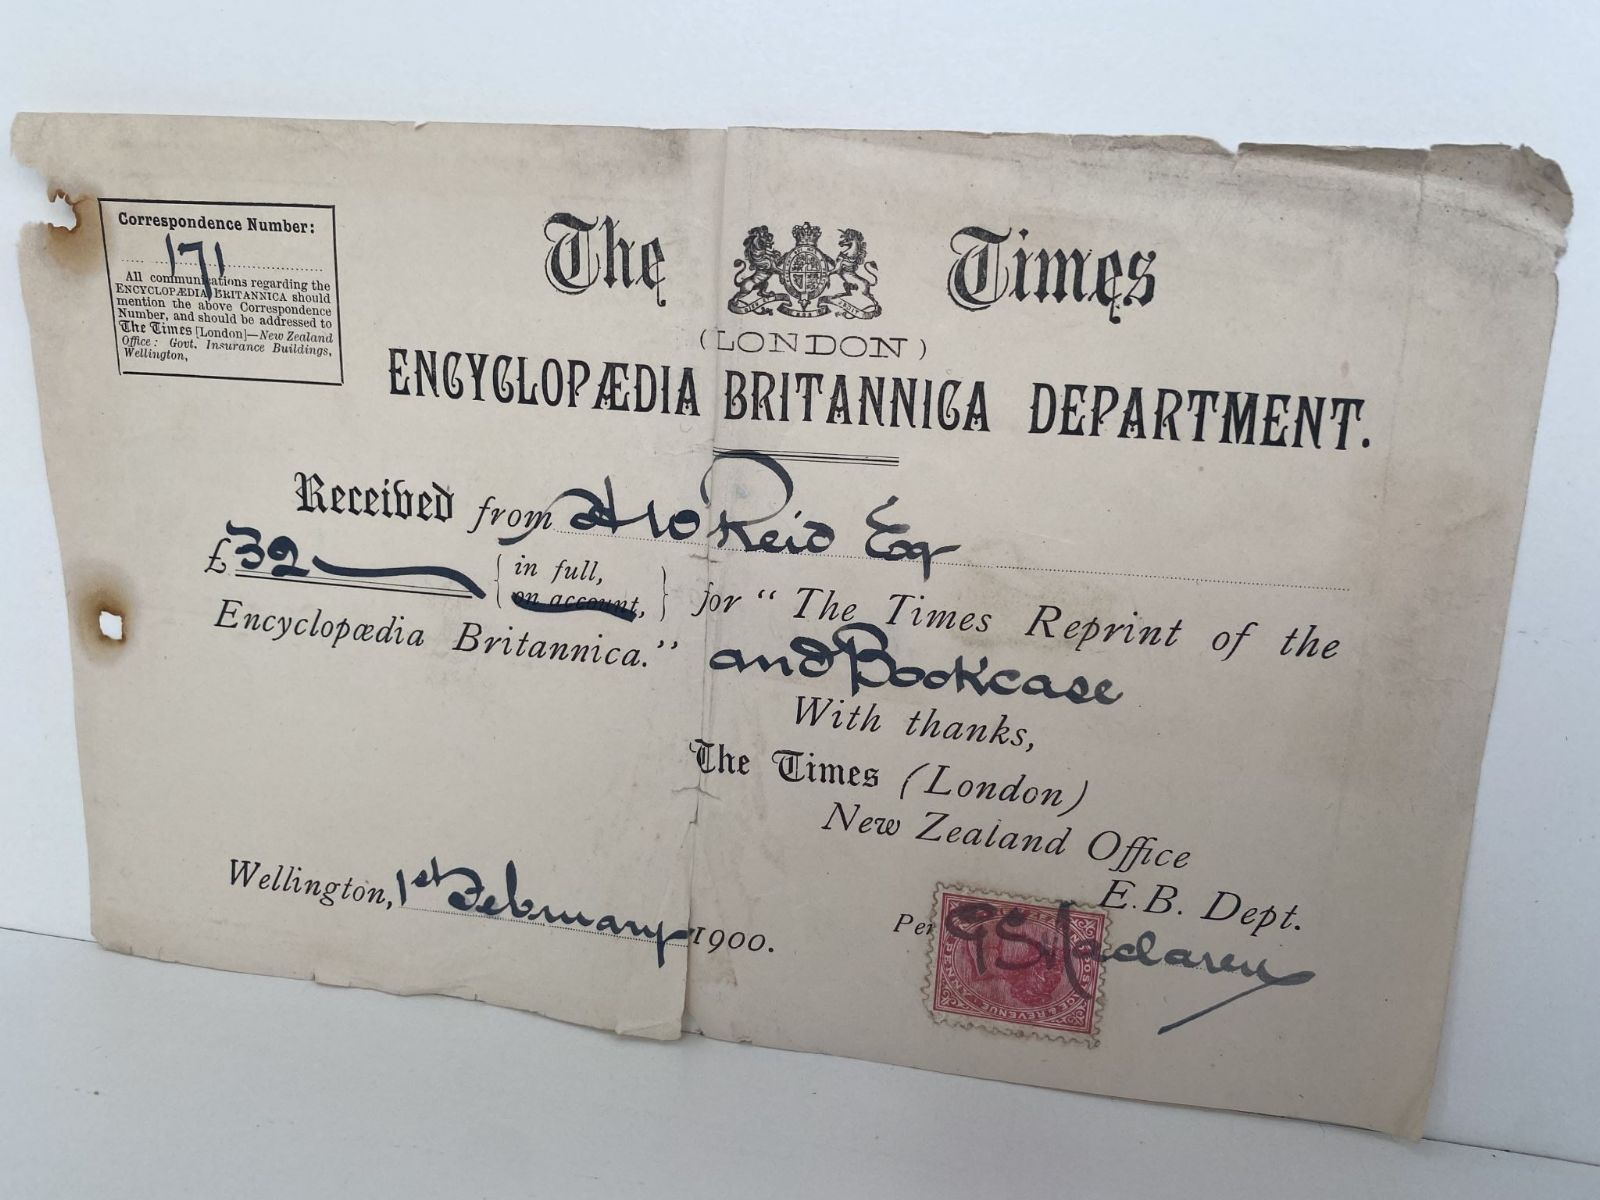 Correspondence Number:
171
All communications regarding the
ENCYCLOPÆDIA BRITANNICA should
mention the above Correspondence
Number, and should be addressed to
The Times [London]—New Zealand
Office: Govt. Insurance Buildings,
Wellington,
The Times
(LONDON)
ENCYCLOPÆDIA BRITANNICA DEPARTMENT.
Received from H W Reid Esq
£ 32 { in full, on account, } for “The Times Reprint of the
Encyclopædia Britannica.” and Bookcase
With thanks,
The Times (London)
New Zealand Office
E.B. Dept.
Wellington, 1st February 1900.
Per G S Maclaren
POSTAGE & REVENUE